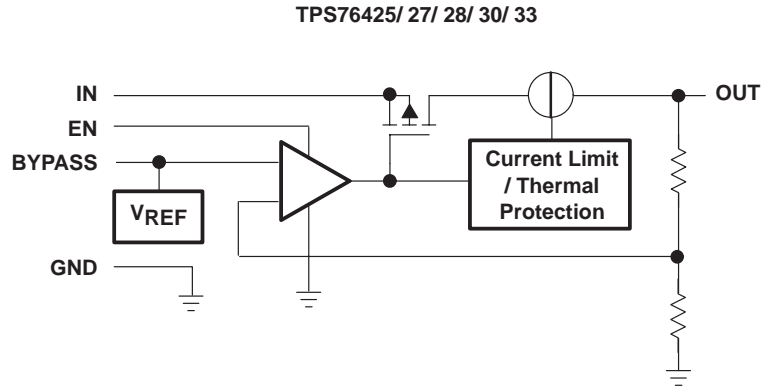 TPS76425/ 27/ 28/ 30/ 33
IN
OUT
EN
BYPASS
Current Limit
/ Thermal
Protection
VREF
GND